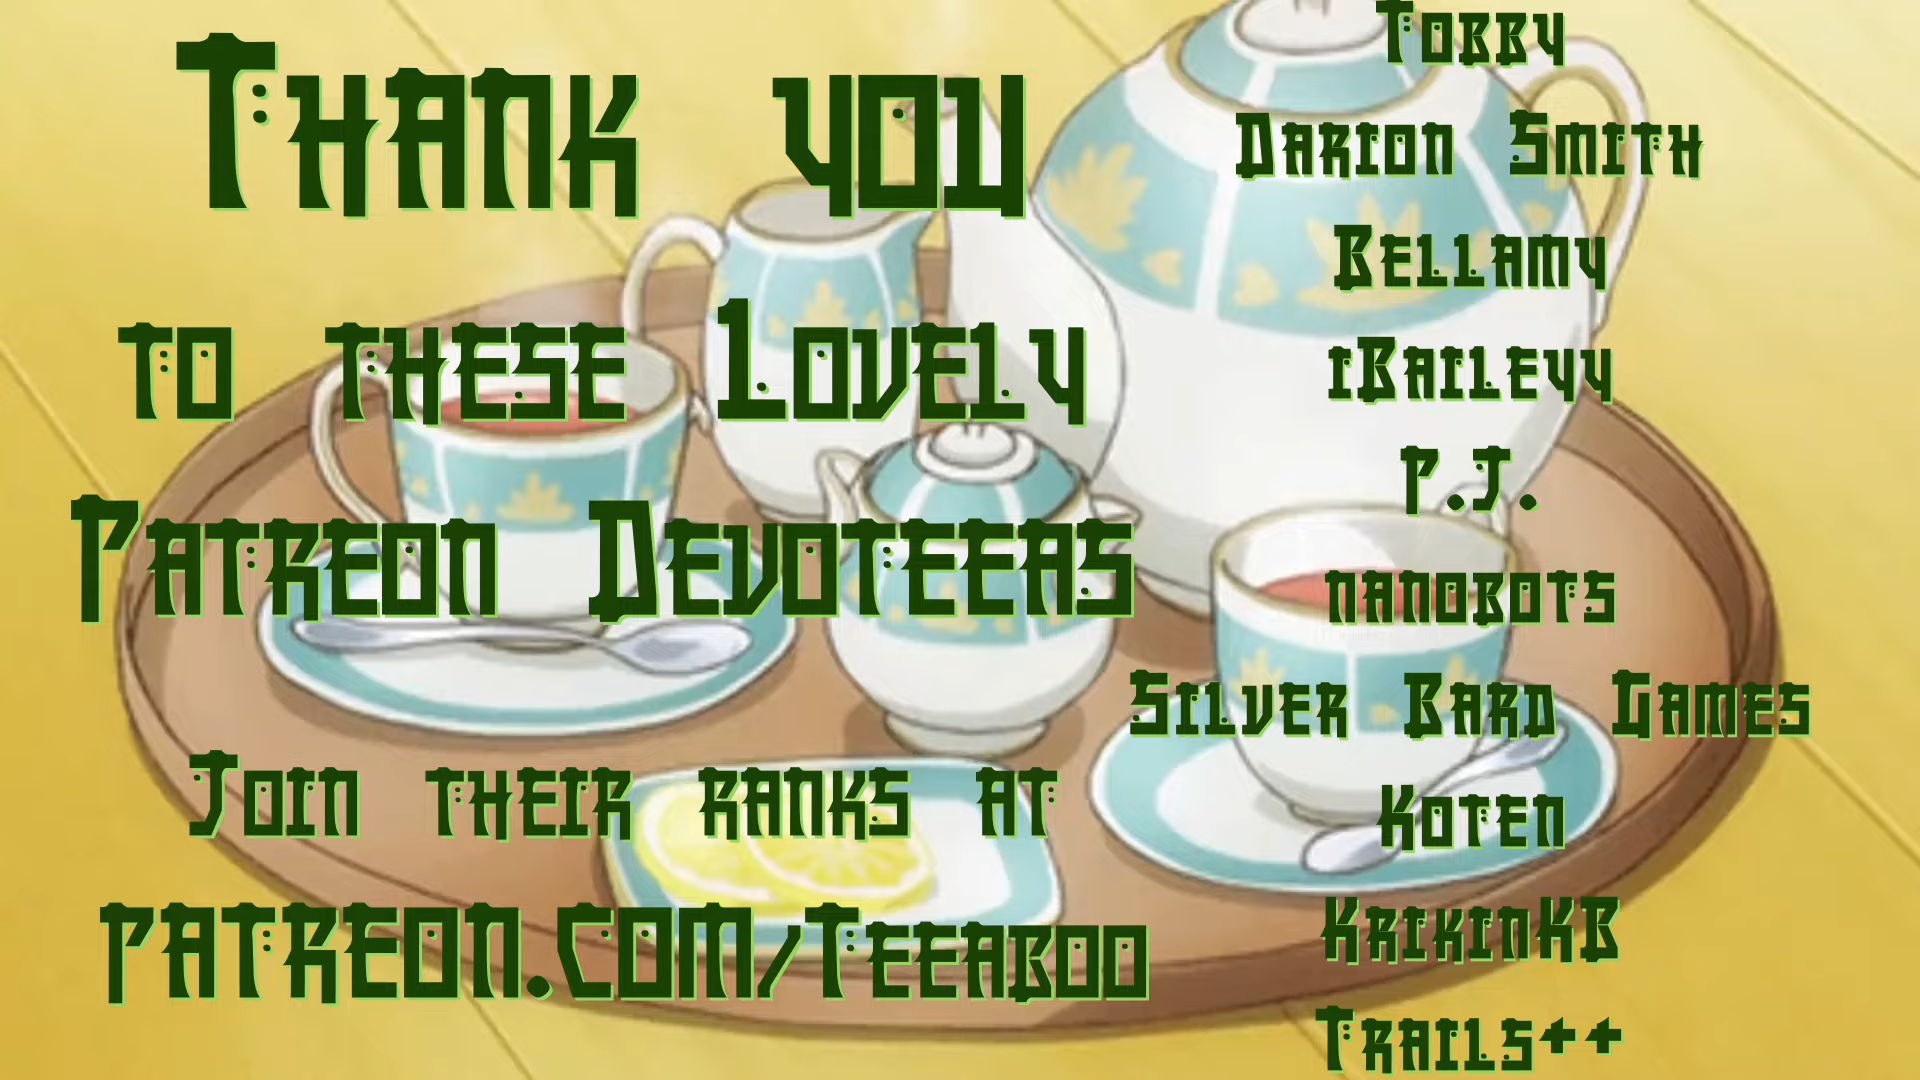 Thank you
to these Lovely
Patreon Devoteeas
Join their ranks at
patreon.com/Teeaboo
Tobby
Darion Smith
Bellamy
iBaileyy
P.J.
nanobots
Silver Bard Games
Koten
KrikinKB
Trails++